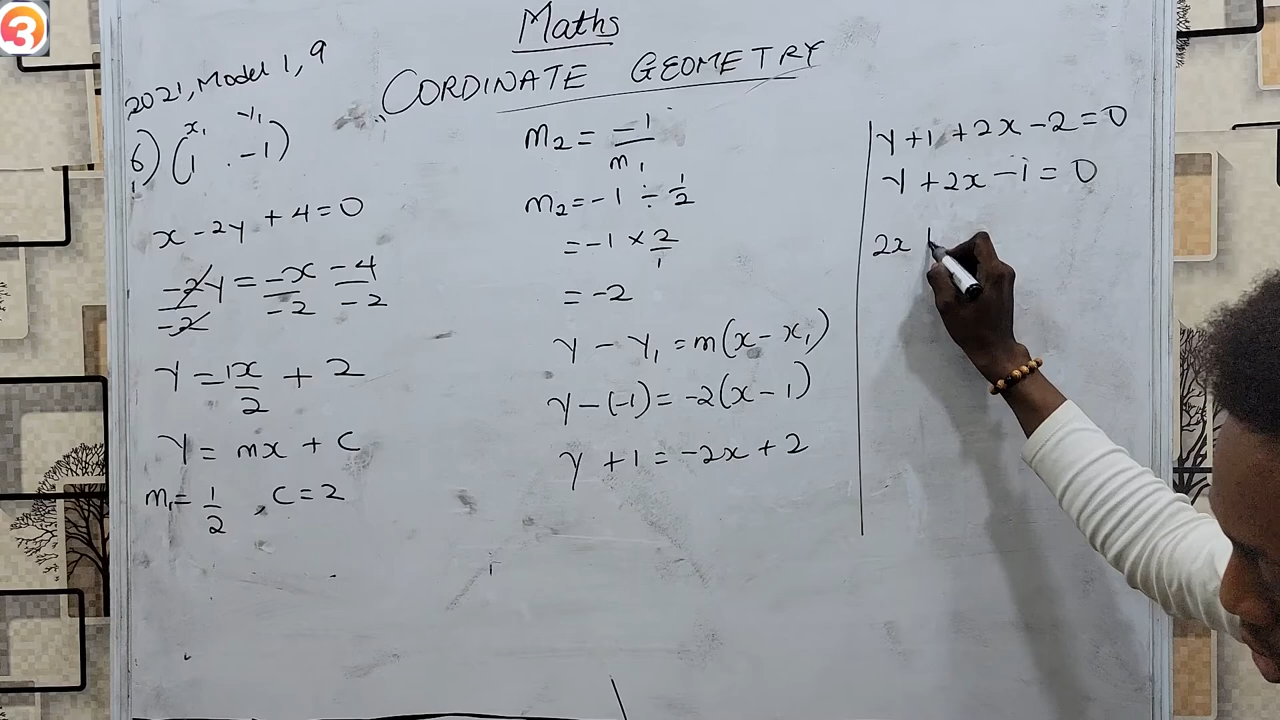 3
Maths
CORDINATE GEOMETRY
2021, Model 1, 9
x₁ y₁
6) (1 , -1)
x - 2y + 4 = 0
-2y/-2 = -x/-2 -4/-2
y = 1x/2 + 2
y = mx + c
m₁ = 1/2 , c = 2
m₂ = -1/m₁
m₂ = -1 ÷ 1/2
= -1 × 2/1
= -2
y - y₁ = m(x - x₁)
y - (-1) = -2(x - 1)
y + 1 = -2x + 2
y + 1 + 2x - 2 = 0
y + 2x - 1 = 0
2x